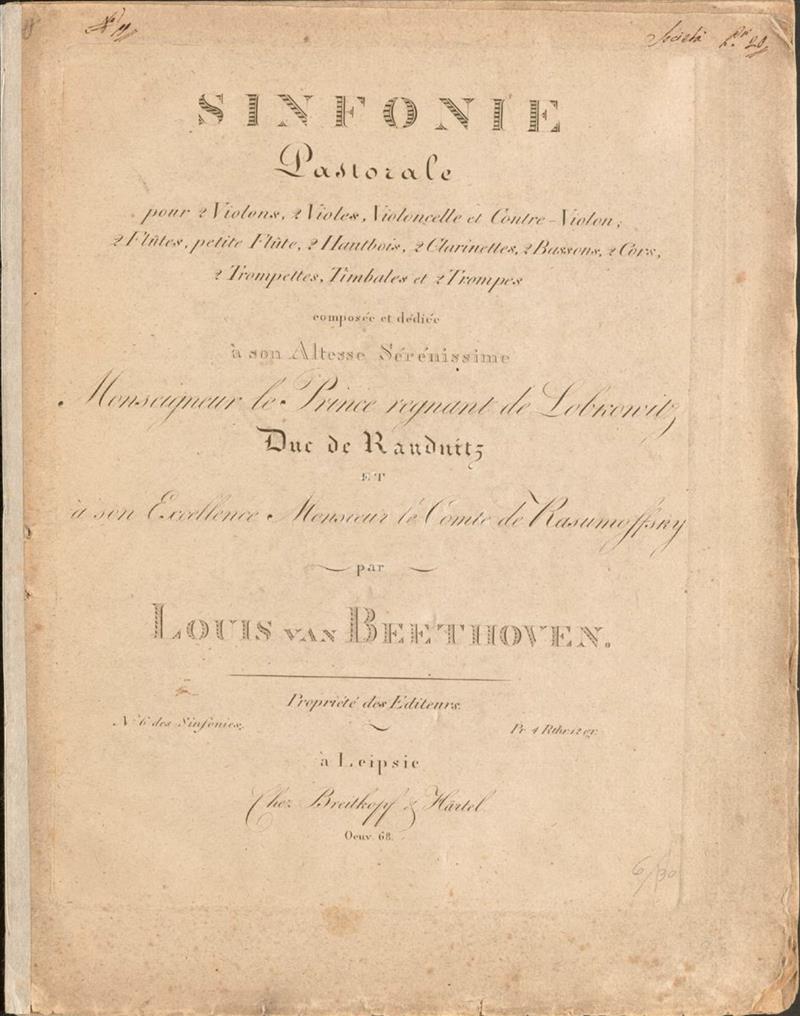 Società
SINFONIE
Pastorale
pour 2 Violons, 2 Violes, Violoncelle et Contre-Violon;
2 Flûtes, petite Flûte, 2 Hautbois, 2 Clarinettes, 2 Bassons, 2 Cors,
2 Trompettes, Timbales et 2 Trompes
composée et dédiée
à son Altesse Sérénissime
Monseigneur le Prince regnant de Lobkowitz
Duc de Raudnitz
ET
à son Excellence Monsieur le Comte de Rasumoffsky
par
LOUIS VAN BEETHOVEN.
Propriété des Editeurs.
No 6 des Sinfonies. Pr. 4 Rthr. 12 gr.
à Leipsic
Chez Breitkopf & Härtel.
Oeuv. 68.
6/30